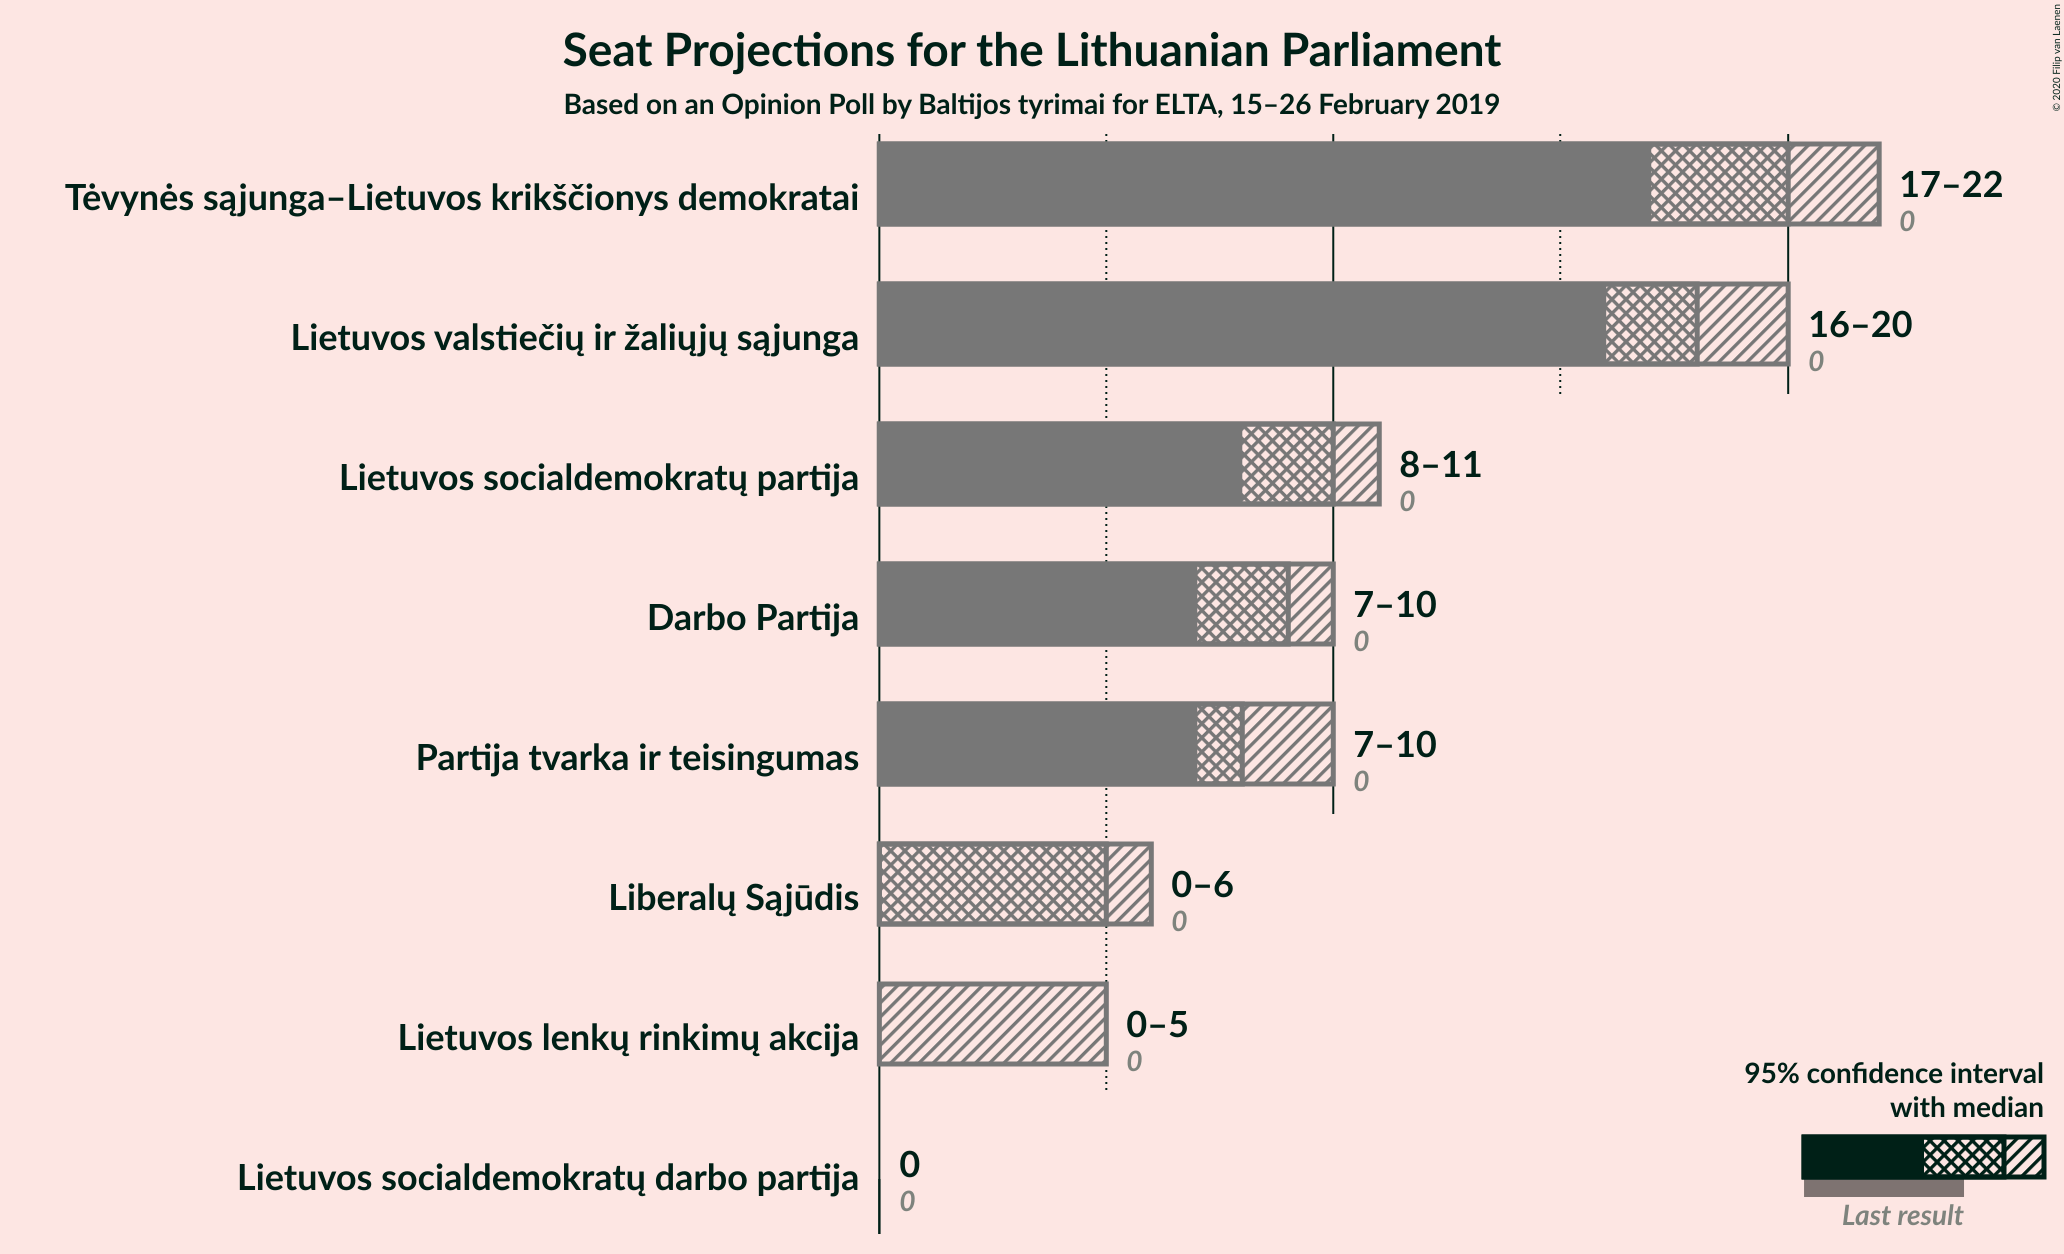 Seat Projections for the Lithuanian Parliament
Based on an Opinion Poll by Baltijos tyrimai for ELTA, 15–26 February 2019
© 2020 Filip van Laenen
Tėvynės sąjunga–Lietuvos krikščionys demokratai
17–22
0
Lietuvos valstiečių ir žaliųjų sąjunga
16–20
0
Lietuvos socialdemokratų partija
8–11
0
Darbo Partija
7–10
0
Partija tvarka ir teisingumas
7–10
0
Liberalų Sąjūdis
0–6
0
Lietuvos lenkų rinkimų akcija
0–5
0
Lietuvos socialdemokratų darbo partija
0
0
95% confidence interval
with median
Last result